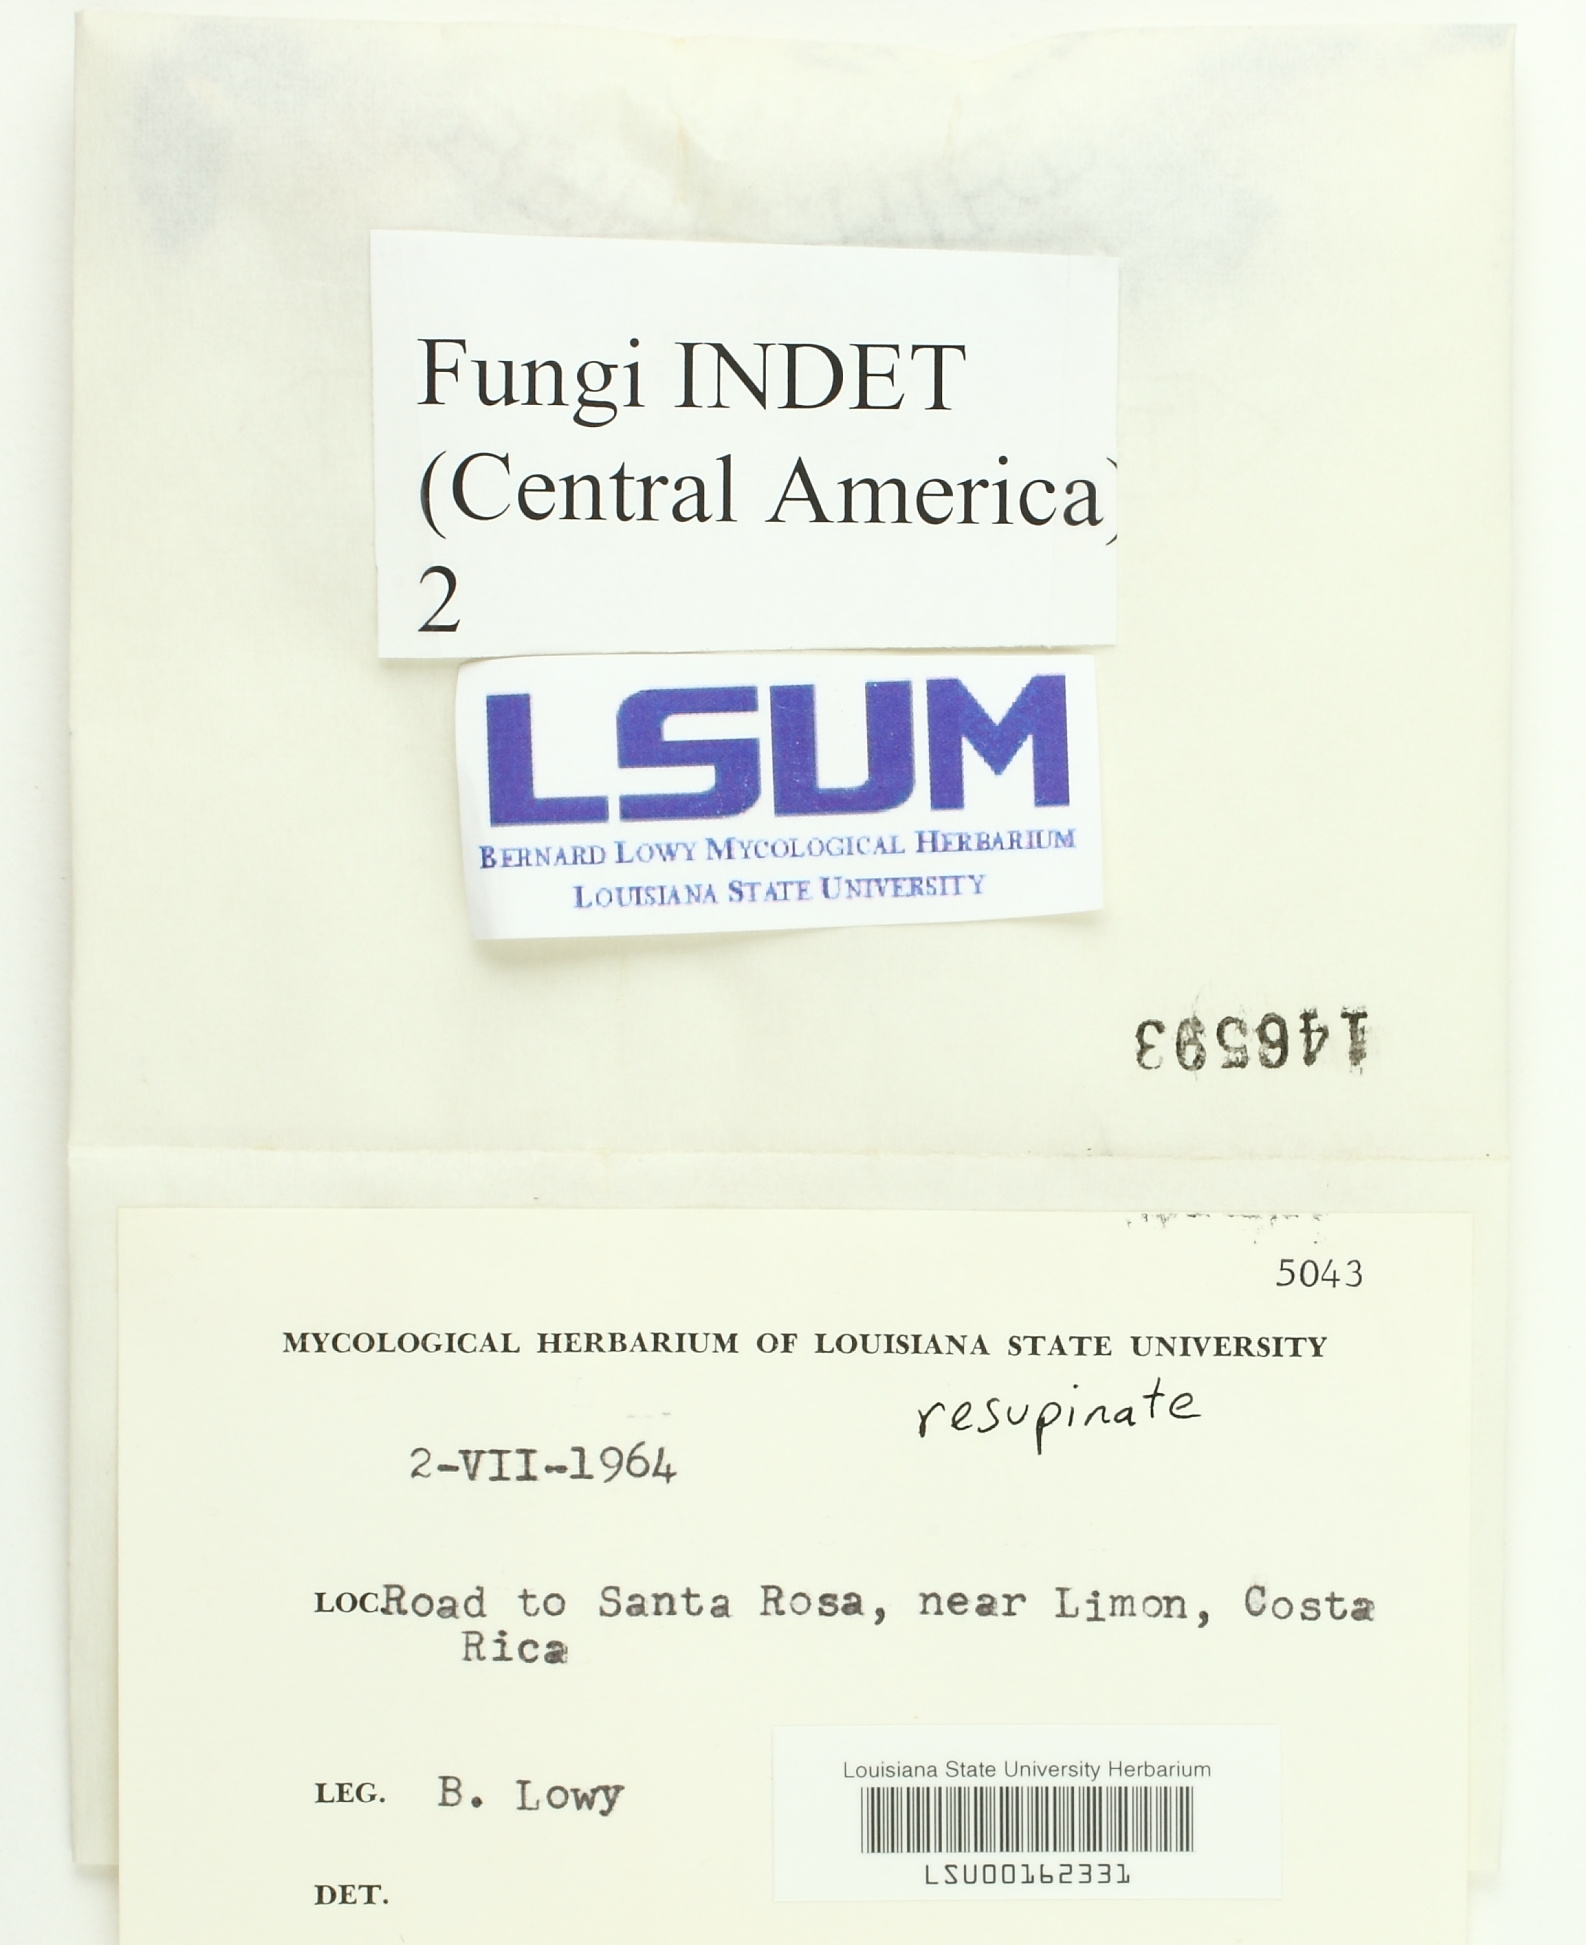 Fungi INDET
(Central America)
2
LSUM
BERNARD LOWY MYCOLOGICAL HERBARIUM
LOUISIANA STATE UNIVERSITY
146593
5043
MYCOLOGICAL HERBARIUM OF LOUISIANA STATE UNIVERSITY
resupinate
2-VII-1964
LOC Road to Santa Rosa, near Limon, Costa
Rica
Louisiana State University Herbarium
LEG. B. Lowy
LSU00162331
DET.